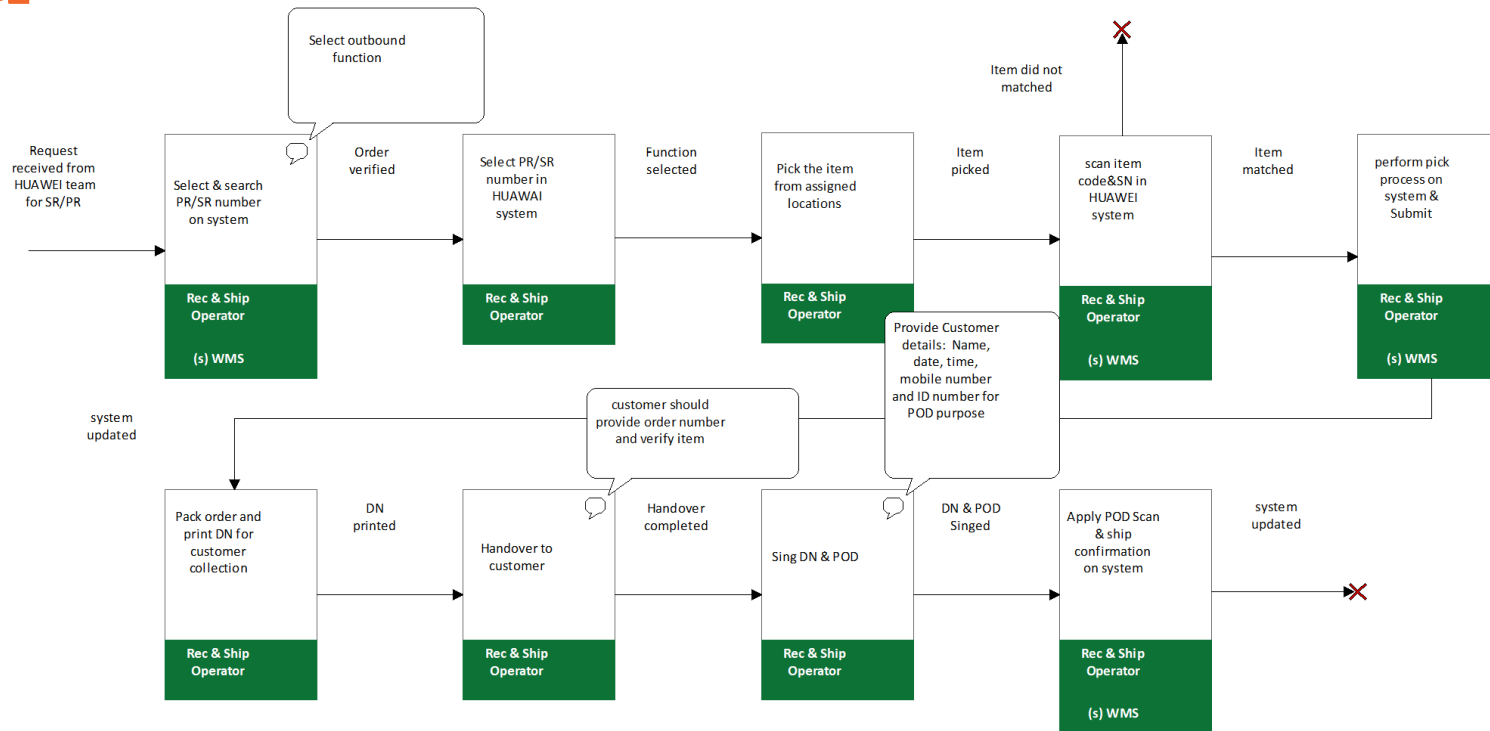 Select outbound
function
Item did not
matched
Request
received from
HUAWEI team
for SR/PR
Select & search
PR/SR number
on system
Rec & Ship
Operator
(s) WMS
Order
verified
Select PR/SR
number in
HUAWAI
system
Rec & Ship
Operator
Function
selected
Pick the item
from assigned
locations
Rec & Ship
Operator
Item
picked
scan item
code&SN in
HUAWEI
system
Rec & Ship
Operator
(s) WMS
Item
matched
perform pick
process on
system &
Submit
Rec & Ship
Operator
(s) WMS
system
updated
Pack order and
print DN for
customer
collection
Rec & Ship
Operator
DN
printed
customer should
provide order number
and verify item
Handover to
customer
Rec & Ship
Operator
Handover
completed
Provide Customer
details:  Name,
date, time,
mobile number
and ID number for
POD purpose
Sing DN & POD
Rec & Ship
Operator
DN & POD
Singed
Apply POD Scan
& ship
confirmation
on system
Rec & Ship
Operator
(s) WMS
system
updated